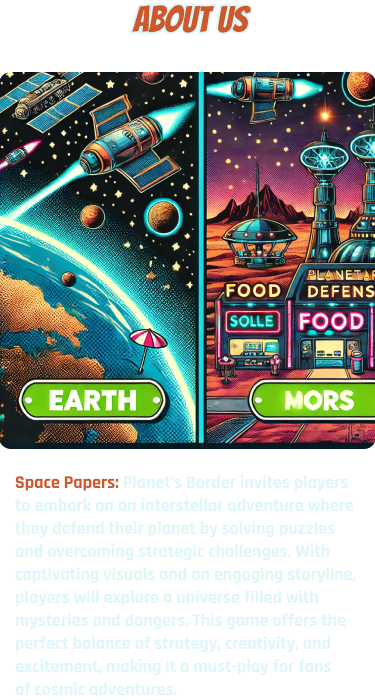 ABOUT US
PLANETAR
FOOD DEFENS
SOLLE FOOD
EARTH MORS
Space Papers: Planet's Border invites players
to embark on an interstellar adventure where
they defend their planet by solving puzzles
and overcoming strategic challenges. With
captivating visuals and an engaging storyline,
players will explore a universe filled with
mysteries and dangers. This game offers the
perfect balance of strategy, creativity, and
excitement, making it a must-play for fans
of cosmic adventures.